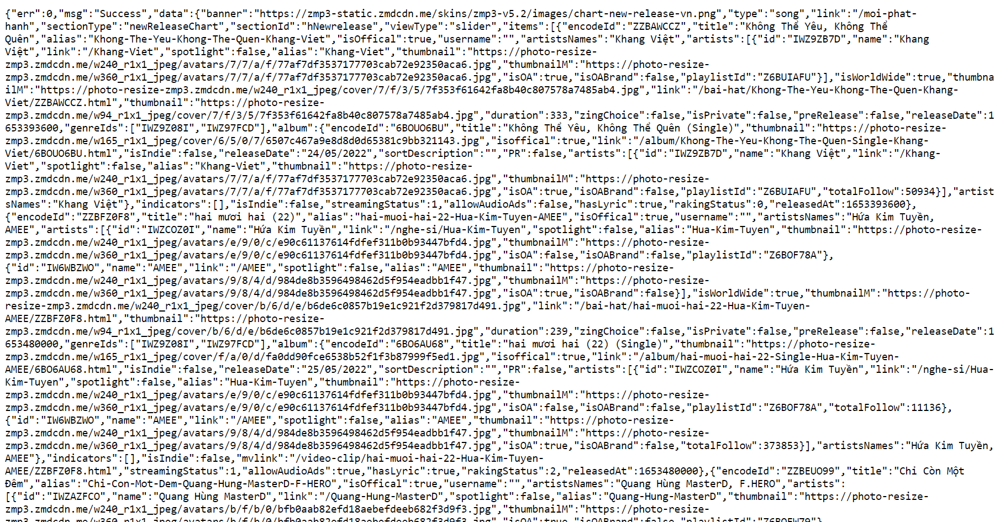 {"err":0,"msg":"Success","data":{"banner":"https://zmp3-static.zmdcdn.me/skins/zmp3-v5.2/images/chart-new-release-vn.png","type":"song","link":"/moi-phat-
hanh","sectionType":"newReleaseChart","sectionId":"hNewrelease","viewType":"slider","items":[{"encodeId":"ZZBAWCCZ","title":"Không Thể Yêu, Không Thể
Quên","alias":"Khong-The-Yeu-Khong-The-Quen-Khang-Viet","isOffical":true,"username":"","artistsNames":"Khang Việt","artists":[{"id":"IWZ9ZB7D","name":"Khang
Việt","link":"/Khang-Viet","spotlight":false,"alias":"Khang-Viet","thumbnail":"https://photo-resize-
zmp3.zmdcdn.me/w240_r1x1_jpeg/avatars/7/7/a/f/77af7df3537177703cab72e92350aca6.jpg","thumbnailM":"https://photo-resize-
zmp3.zmdcdn.me/w360_r1x1_jpeg/avatars/7/7/a/f/77af7df3537177703cab72e92350aca6.jpg","isOA":true,"isOABrand":false,"playlistId":"Z6BUIAFU"}],"isWorldWide":true,"thumbna
ilM":"https://photo-resize-zmp3.zmdcdn.me/w240_r1x1_jpeg/cover/7/f/3/5/7f353f61642fa8b40c807578a7485ab4.jpg","link":"/bai-hat/Khong-The-Yeu-Khong-The-Quen-Khang-
Viet/ZZBAWCCZ.html","thumbnail":"https://photo-resize-
zmp3.zmdcdn.me/w94_r1x1_jpeg/cover/7/f/3/5/7f353f61642fa8b40c807578a7485ab4.jpg","duration":333,"zingChoice":false,"isPrivate":false,"preRelease":false,"releaseDate":1
653393600,"genreIds":["IWZ9Z08I","IWZ97FCD"],"album":{"encodeId":"6BOUO6BU","title":"Không Thể Yêu, Không Thể Quên (Single)","thumbnail":"https://photo-resize-
zmp3.zmdcdn.me/w165_r1x1_jpeg/cover/6/5/0/7/6507c467a9e8d8d0d65381c9bb321143.jpg","isoffical":true,"link":"/album/Khong-The-Yeu-Khong-The-Quen-Single-Khang-
Viet/6BOUO6BU.html","isIndie":false,"releaseDate":"24/05/2022","sortDescription":"","PR":false,"artists":[{"id":"IWZ9ZB7D","name":"Khang Việt","link":"/Khang-
Viet","spotlight":false,"alias":"Khang-Viet","thumbnail":"https://photo-resize-
zmp3.zmdcdn.me/w240_r1x1_jpeg/avatars/7/7/a/f/77af7df3537177703cab72e92350aca6.jpg","thumbnailM":"https://photo-resize-
zmp3.zmdcdn.me/w360_r1x1_jpeg/avatars/7/7/a/f/77af7df3537177703cab72e92350aca6.jpg","isOA":true,"isOABrand":false,"playlistId":"Z6BUIAFU","totalFollow":50934}],"artist
sNames":"Khang Việt"},"indicators":[],"isIndie":false,"streamingStatus":1,"allowAudioAds":false,"hasLyric":true,"rakingStatus":0,"releasedAt":1653393600},
{"encodeId":"ZZBFZ0F8","title":"hai mươi hai (22)","alias":"hai-muoi-hai-22-Hua-Kim-Tuyen-AMEE","isOffical":true,"username":"","artistsNames":"Hứa Kim Tuyền,
AMEE","artists":[{"id":"IWZCOZ0I","name":"Hứa Kim Tuyền","link":"/nghe-si/Hua-Kim-Tuyen","spotlight":false,"alias":"Hua-Kim-Tuyen","thumbnail":"https://photo-resize-
zmp3.zmdcdn.me/w240_r1x1_jpeg/avatars/e/9/0/c/e90c61137614fdfef311b0b93447bfd4.jpg","thumbnailM":"https://photo-resize-
zmp3.zmdcdn.me/w360_r1x1_jpeg/avatars/e/9/0/c/e90c61137614fdfef311b0b93447bfd4.jpg","isOA":false,"isOABrand":false,"playlistId":"Z6BOF78A"},
{"id":"IW6WBZWO","name":"AMEE","link":"/AMEE","spotlight":false,"alias":"AMEE","thumbnail":"https://photo-resize-
zmp3.zmdcdn.me/w240_r1x1_jpeg/avatars/9/8/4/d/984de8b3596498462d5f954eadbb1f47.jpg","thumbnailM":"https://photo-resize-
zmp3.zmdcdn.me/w360_r1x1_jpeg/avatars/9/8/4/d/984de8b3596498462d5f954eadbb1f47.jpg","isOA":true,"isOABrand":false}],"isWorldWide":true,"thumbnailM":"https://photo-
resize-zmp3.zmdcdn.me/w240_r1x1_jpeg/cover/b/6/d/e/b6de6c0857b19e1c921f2d379817d491.jpg","link":"/bai-hat/hai-muoi-hai-22-Hua-Kim-Tuyen-
AMEE/ZZBFZ0F8.html","thumbnail":"https://photo-resize-
zmp3.zmdcdn.me/w94_r1x1_jpeg/cover/b/6/d/e/b6de6c0857b19e1c921f2d379817d491.jpg","duration":239,"zingChoice":false,"isPrivate":false,"preRelease":false,"releaseDate":1
653480000,"genreIds":["IWZ9Z08I","IWZ97FCD"],"album":{"encodeId":"6BO6AU68","title":"hai mươi hai (22) (Single)","thumbnail":"https://photo-resize-
zmp3.zmdcdn.me/w165_r1x1_jpeg/cover/f/a/0/d/fa0dd90fce6538b52f1f3b87999f5ed1.jpg","isoffical":true,"link":"/album/hai-muoi-hai-22-Single-Hua-Kim-Tuyen-
AMEE/6BO6AU68.html","isIndie":false,"releaseDate":"25/05/2022","sortDescription":"","PR":false,"artists":[{"id":"IWZCOZ0I","name":"Hứa Kim Tuyền","link":"/nghe-si/Hua-
Kim-Tuyen","spotlight":false,"alias":"Hua-Kim-Tuyen","thumbnail":"https://photo-resize-
zmp3.zmdcdn.me/w240_r1x1_jpeg/avatars/e/9/0/c/e90c61137614fdfef311b0b93447bfd4.jpg","thumbnailM":"https://photo-resize-
zmp3.zmdcdn.me/w360_r1x1_jpeg/avatars/e/9/0/c/e90c61137614fdfef311b0b93447bfd4.jpg","isOA":false,"isOABrand":false,"playlistId":"Z6BOF78A","totalFollow":11136},
{"id":"IW6WBZWO","name":"AMEE","link":"/AMEE","spotlight":false,"alias":"AMEE","thumbnail":"https://photo-resize-
zmp3.zmdcdn.me/w240_r1x1_jpeg/avatars/9/8/4/d/984de8b3596498462d5f954eadbb1f47.jpg","thumbnailM":"https://photo-resize-
zmp3.zmdcdn.me/w360_r1x1_jpeg/avatars/9/8/4/d/984de8b3596498462d5f954eadbb1f47.jpg","isOA":true,"isOABrand":false,"totalFollow":373853}],"artistsNames":"Hứa Kim Tuyền,
AMEE"},"indicators":[],"isIndie":false,"mvlink":"/video-clip/hai-muoi-hai-22-Hua-Kim-Tuyen-
AMEE/ZZBFZ0F8.html","streamingStatus":1,"allowAudioAds":true,"hasLyric":true,"rakingStatus":2,"releasedAt":1653480000},{"encodeId":"ZZBEUO99","title":"Chỉ Còn Một
Đêm","alias":"Chi-Con-Mot-Dem-Quang-Hung-MasterD-F-HERO","isOffical":true,"username":"","artistsNames":"Quang Hùng MasterD, F.HERO","artists":
[{"id":"IWZAZFCO","name":"Quang Hùng MasterD","link":"/Quang-Hung-MasterD","spotlight":false,"alias":"Quang-Hung-MasterD","thumbnail":"https://photo-resize-
zmp3.zmdcdn.me/w240_r1x1_jpeg/avatars/b/f/b/0/bfb0aab82efd18aebefdeeb682f3d9f3.jpg","thumbnailM":"https://photo-resize-
zmp3.zmdcdn.me/w360_r1x1_jpeg/avatars/b/f/b/0/bfb0aab82efd18aebefdeeb682f3d9f3.jpg","isOA":true,"isOABrand":false,"playlistId":"Z6BOEWZ9"}